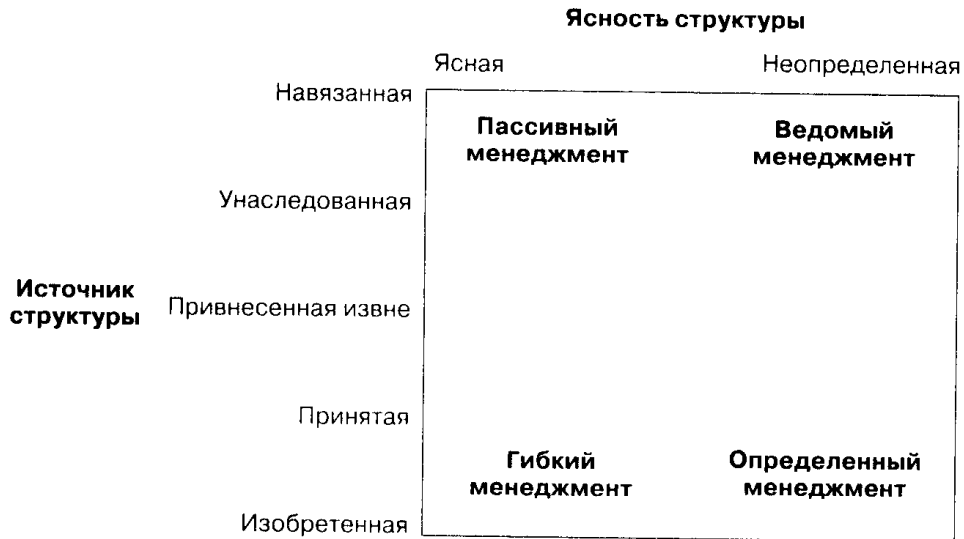 Ясность структуры
Ясная
Неопределенная
Навязанная
Пассивный
менеджмент
Ведомый
менеджмент
Унаследованная
Источник
структуры
Привнесенная извне
Принятая
Гибкий
менеджмент
Определенный
менеджмент
Изобретенная